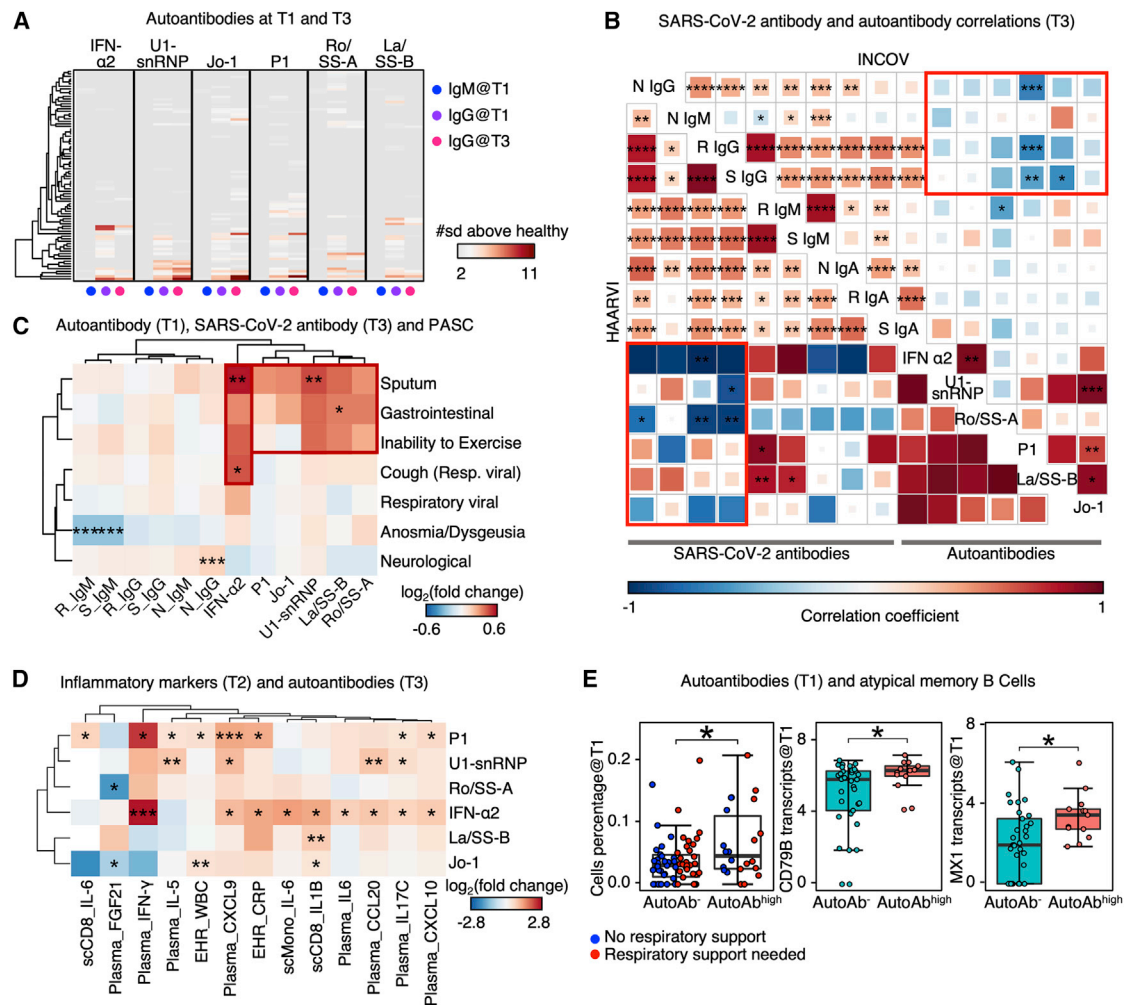 A
Autoantibodies at T1 and T3
IFN-
α2
U1-
snRNP
Jo-1
P1
Ro/
SS-A
La/
SS-B
IgM@T1
IgG@T1
IgG@T3
#sd above healthy
2
11
B
SARS-CoV-2 antibody and autoantibody correlations (T3)
INCOV
HAARVI
N IgG
**** **** ** ** ** ** ***
** N IgM * * ***
**** * R IgG **** **** **** **** **** **** ***
**** * **** S IgG **** **** **** **** **** ** *
**** **** **** **** R IgM **** * ** *
**** **** **** **** **** S IgM **
**** ** **** **** ** ** N IgA **** **
** **** **** * ** **** R IgA ****
**** **** **** * ** **** **** S IgA
** IFN α2 **
* U1-
snRNP ***
* ** ** Ro/SS-A
* P1 **
** * La/SS-B *
Jo-1
SARS-CoV-2 antibodies
Autoantibodies
-1
1
Correlation coefficient
C
Autoantibody (T1), SARS-CoV-2 antibody (T3) and PASC
** ** Sputum
* Gastrointestinal
Inability to Exercise
* Cough (Resp. viral)
Respiratory viral
*** *** Anosmia/Dysgeusia
*** Neurological
R_IgM
S_IgM
R_IgG
S_IgG
N_IgM
N_IgG
IFN-α2
P1
Jo-1
U1-snRNP
La/SS-B
Ro/SS-A
log2(fold change)
-0.6
0.6
D
Inflammatory markers (T2) and autoantibodies (T3)
* * * * *** * * * P1
** * ** * U1-snRNP
* Ro/SS-A
*** * * * * * * * * IFN-α2
** La/SS-B
* ** * Jo-1
scCD8_IL-6
Plasma_FGF21
Plasma_IFN-γ
Plasma_IL-5
EHR_WBC
Plasma_CXCL9
EHR_CRP
scMono_IL-6
scCD8_IL1B
Plasma_IL6
Plasma_CCL20
Plasma_IL17C
Plasma_CXCL10
log2(fold change)
-2.8
2.8
E
Autoantibodies (T1) and atypical memory B Cells
Cells percentage@T1
0.2
0.1
0.0
*
AutoAb-
AutoAbhigh
CD79B transcripts@T1
8
4
0
*
AutoAb-
AutoAbhigh
MX1 transcripts@T1
8
4
0
*
AutoAb-
AutoAbhigh
No respiratory support
Respiratory support needed